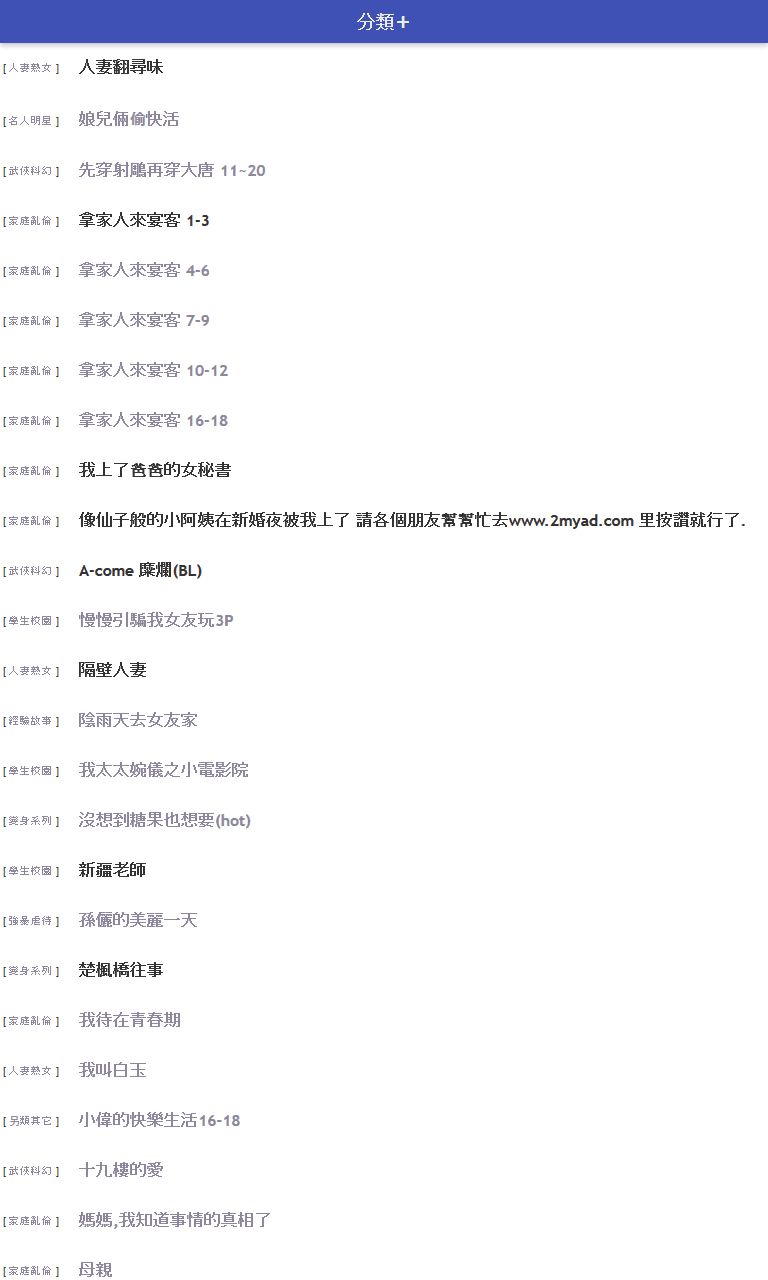 分類+
[ 人妻熟女 ] 人妻翻尋味
[ 名人明星 ] 娘兒倆偷快活
[ 武俠科幻 ] 先穿射鵰再穿大唐 11~20
[ 家庭亂倫 ] 拿家人來宴客 1-3
[ 家庭亂倫 ] 拿家人來宴客 4-6
[ 家庭亂倫 ] 拿家人來宴客 7-9
[ 家庭亂倫 ] 拿家人來宴客 10-12
[ 家庭亂倫 ] 拿家人來宴客 16-18
[ 家庭亂倫 ] 我上了爸爸的女秘書
[ 家庭亂倫 ] 像仙子般的小阿姨在新婚夜被我上了 請各個朋友幫幫忙去www.2myad.com 里按讚就行了.
[ 武俠科幻 ] A-come 糜爛(BL)
[ 學生校園 ] 慢慢引騙我女友玩3P
[ 人妻熟女 ] 隔壁人妻
[ 經驗故事 ] 陰雨天去女友家
[ 學生校園 ] 我太太婉儀之小電影院
[ 變身系列 ] 沒想到糖果也想要(hot)
[ 學生校園 ] 新疆老師
[ 強暴虐待 ] 孫儷的美麗一天
[ 變身系列 ] 楚楓橋往事
[ 家庭亂倫 ] 我待在青春期
[ 人妻熟女 ] 我叫白玉
[ 另類其它 ] 小偉的快樂生活16-18
[ 武俠科幻 ] 十九樓的愛
[ 家庭亂倫 ] 媽媽,我知道事情的真相了
[ 家庭亂倫 ] 母親